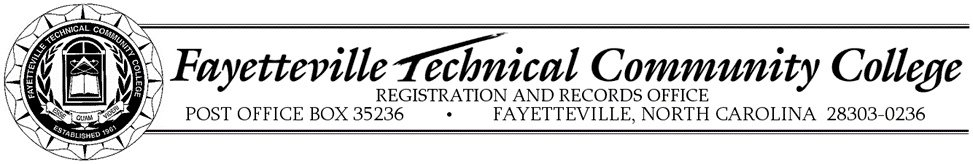 FAYETTEVILLE TECHNICAL COMMUNITY COLLEGE
ESSE QUAM VIDERI
ESTABLISHED 1961
Fayetteville Technical Community College
REGISTRATION AND RECORDS OFFICE
POST OFFICE BOX 35236 • FAYETTEVILLE, NORTH CAROLINA 28303-0236